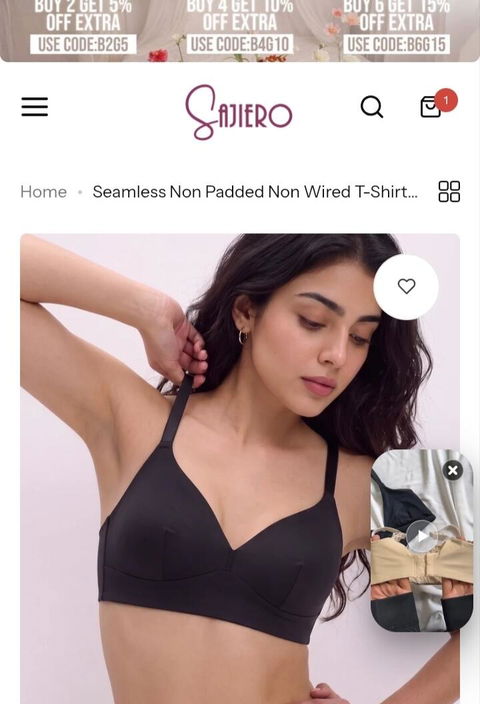 BUY 2 GET 5%
OFF EXTRA
USE CODE:B2G5
BUY 4 GET 10%
OFF EXTRA
USE CODE:B4G10
BUY 6 GET 15%
OFF EXTRA
USE CODE:B6G15
SAJIERO
1
Home • Seamless Non Padded Non Wired T-Shirt...